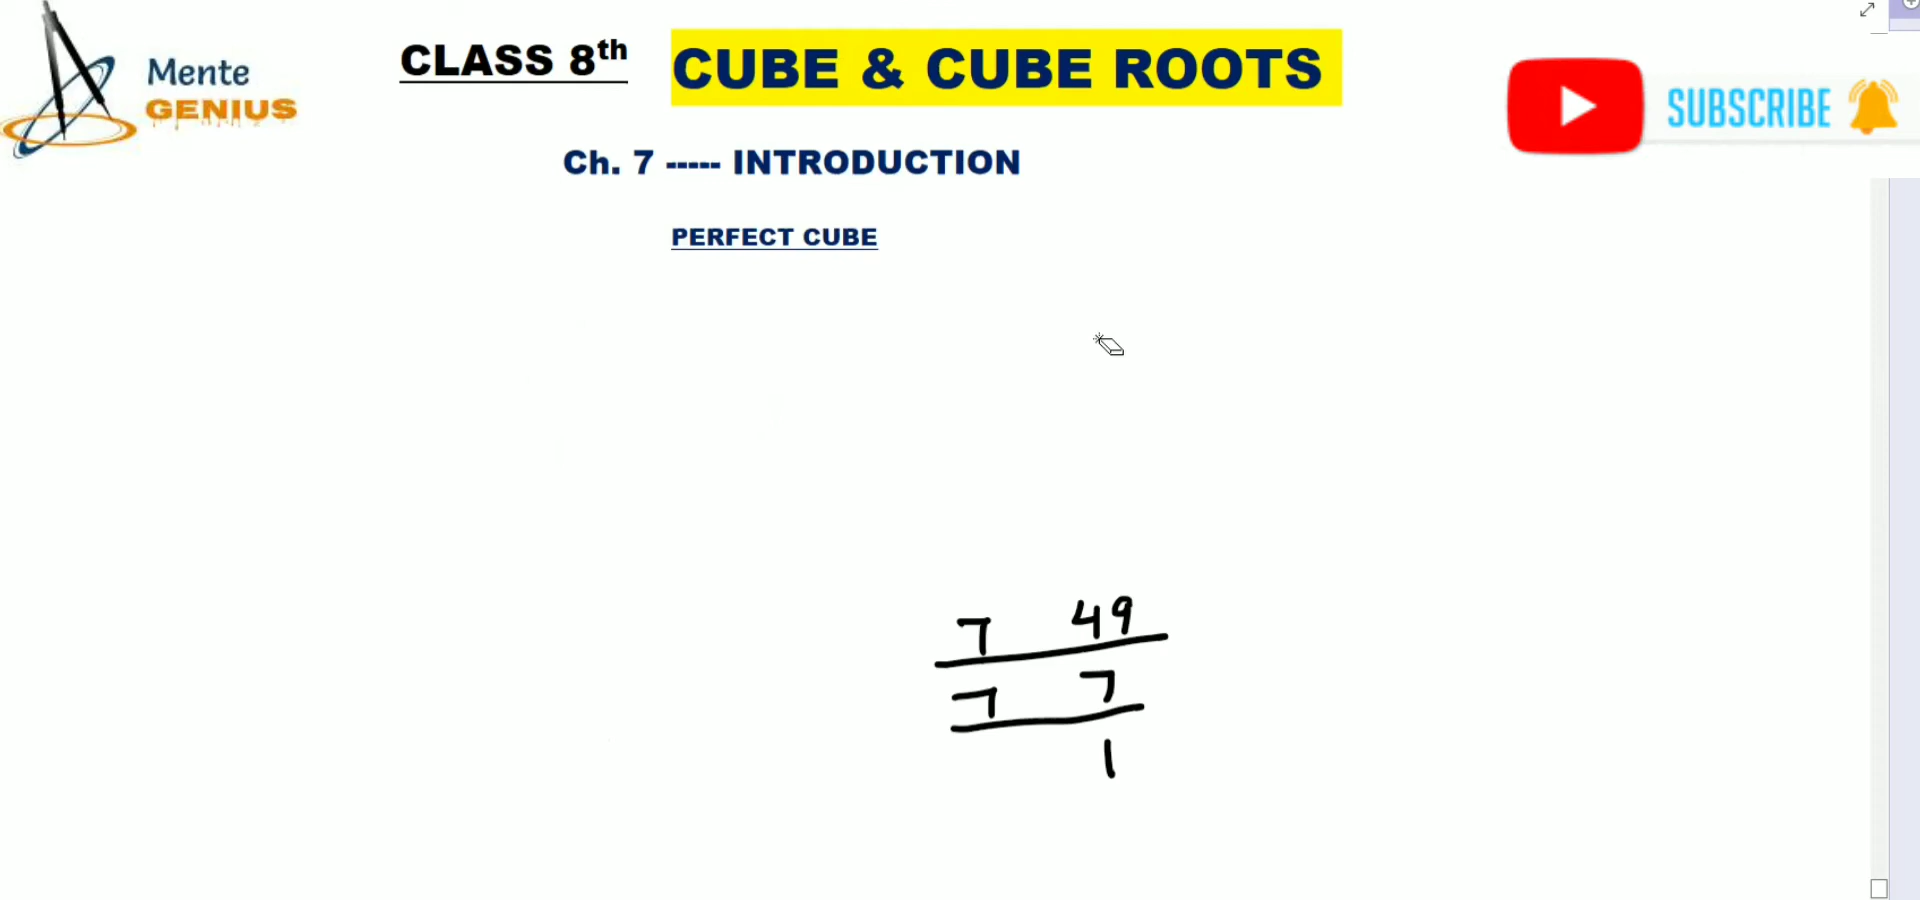 Mente
GENIUS
CLASS 8th
CUBE & CUBE ROOTS
SUBSCRIBE
Ch. 7 ----- INTRODUCTION
PERFECT CUBE
7 49
7 7
1